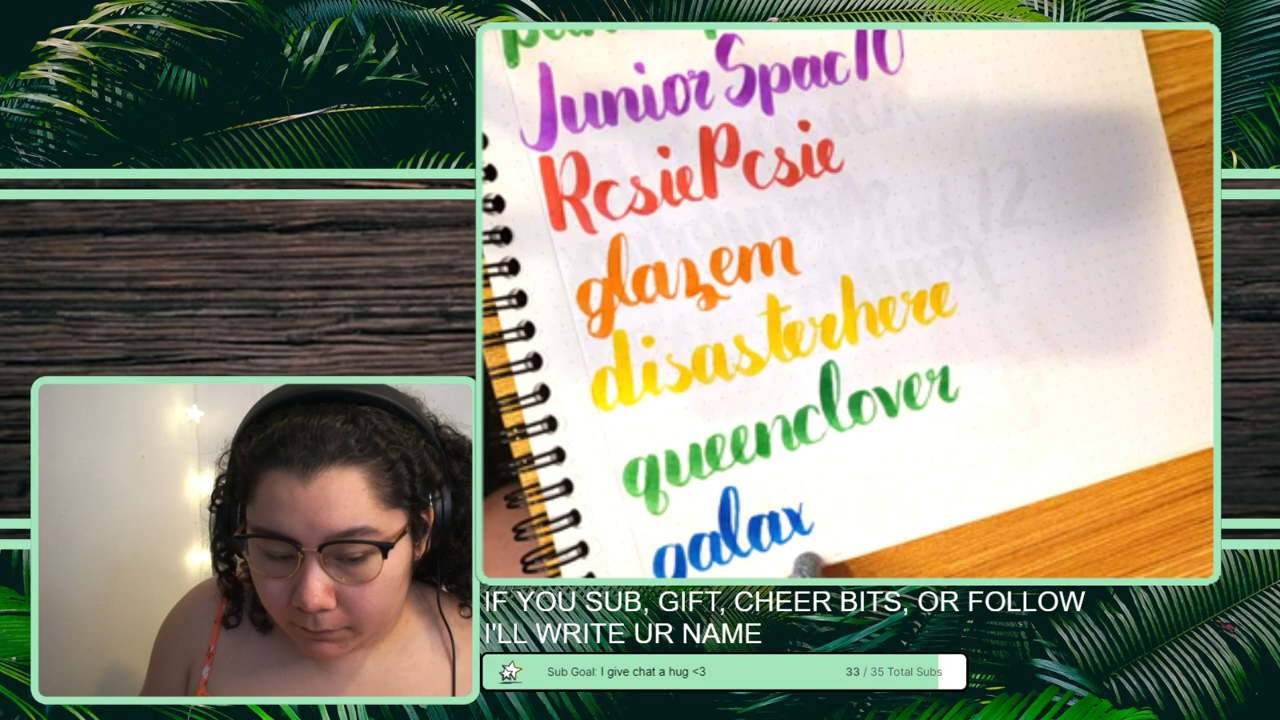 JuniorSpac10
RosiePosie
glazem
disasterhere
queenclover
galax
IF YOU SUB, GIFT, CHEER BITS, OR FOLLOW
I'LL WRITE UR NAME
Sub Goal: I give chat a hug <3 33 / 35 Total Subs